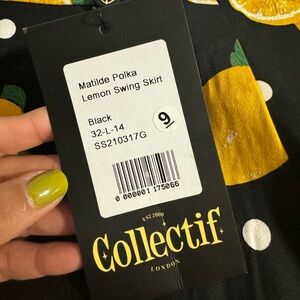 Matilde Polka
Lemon Swing Skirt
Black
32-L-14
SS210317G
9
0 000001 175066
EST 2000
Collectif
LONDON